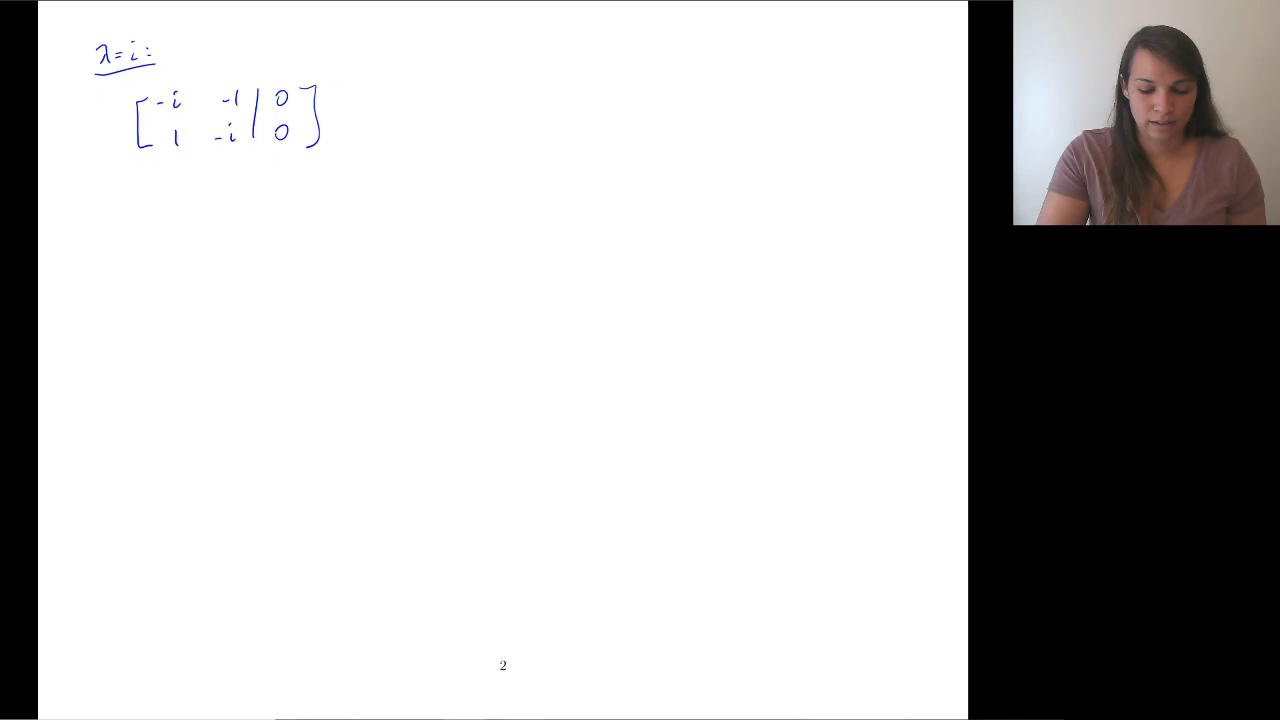 λ = i :
[ -i -1 | 0 ]
[ 1 -i | 0 ]
2